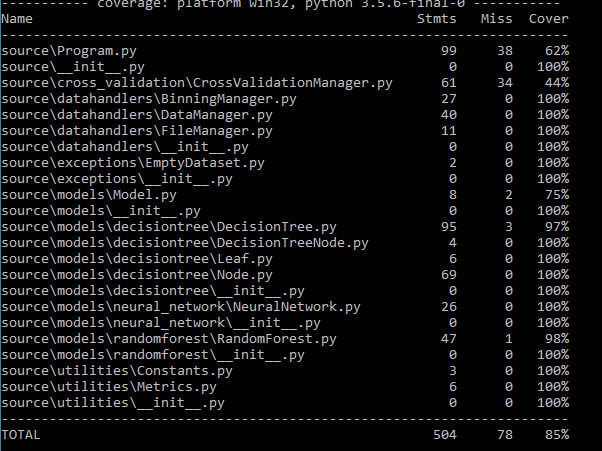 ----------- coverage: platform win32, python 3.5.6-final-0 -----------
Name                                                Stmts   Miss  Cover
-----------------------------------------------------------------------
source\Program.py                                      99     38    62%
source\__init__.py                                      0      0   100%
source\cross_validation\CrossValidationManager.py      61     34    44%
source\datahandlers\BinningManager.py                  27      0   100%
source\datahandlers\DataManager.py                     40      0   100%
source\datahandlers\FileManager.py                     11      0   100%
source\datahandlers\__init__.py                         0      0   100%
source\exceptions\EmptyDataset.py                       2      0   100%
source\exceptions\__init__.py                           0      0   100%
source\models\Model.py                                  8      2    75%
source\models\__init__.py                               0      0   100%
source\models\decisiontree\DecisionTree.py             95      3    97%
source\models\decisiontree\DecisionTreeNode.py          4      0   100%
source\models\decisiontree\Leaf.py                      6      0   100%
source\models\decisiontree\Node.py                     69      0   100%
source\models\decisiontree\__init__.py                  0      0   100%
source\models\neural_network\NeuralNetwork.py          26      0   100%
source\models\neural_network\__init__.py                0      0   100%
source\models\randomforest\RandomForest.py             47      1    98%
source\models\randomforest\__init__.py                  0      0   100%
source\utilities\Constants.py                           3      0   100%
source\utilities\Metrics.py                             6      0   100%
source\utilities\__init__.py                            0      0   100%
-----------------------------------------------------------------------
TOTAL                                                 504     78    85%